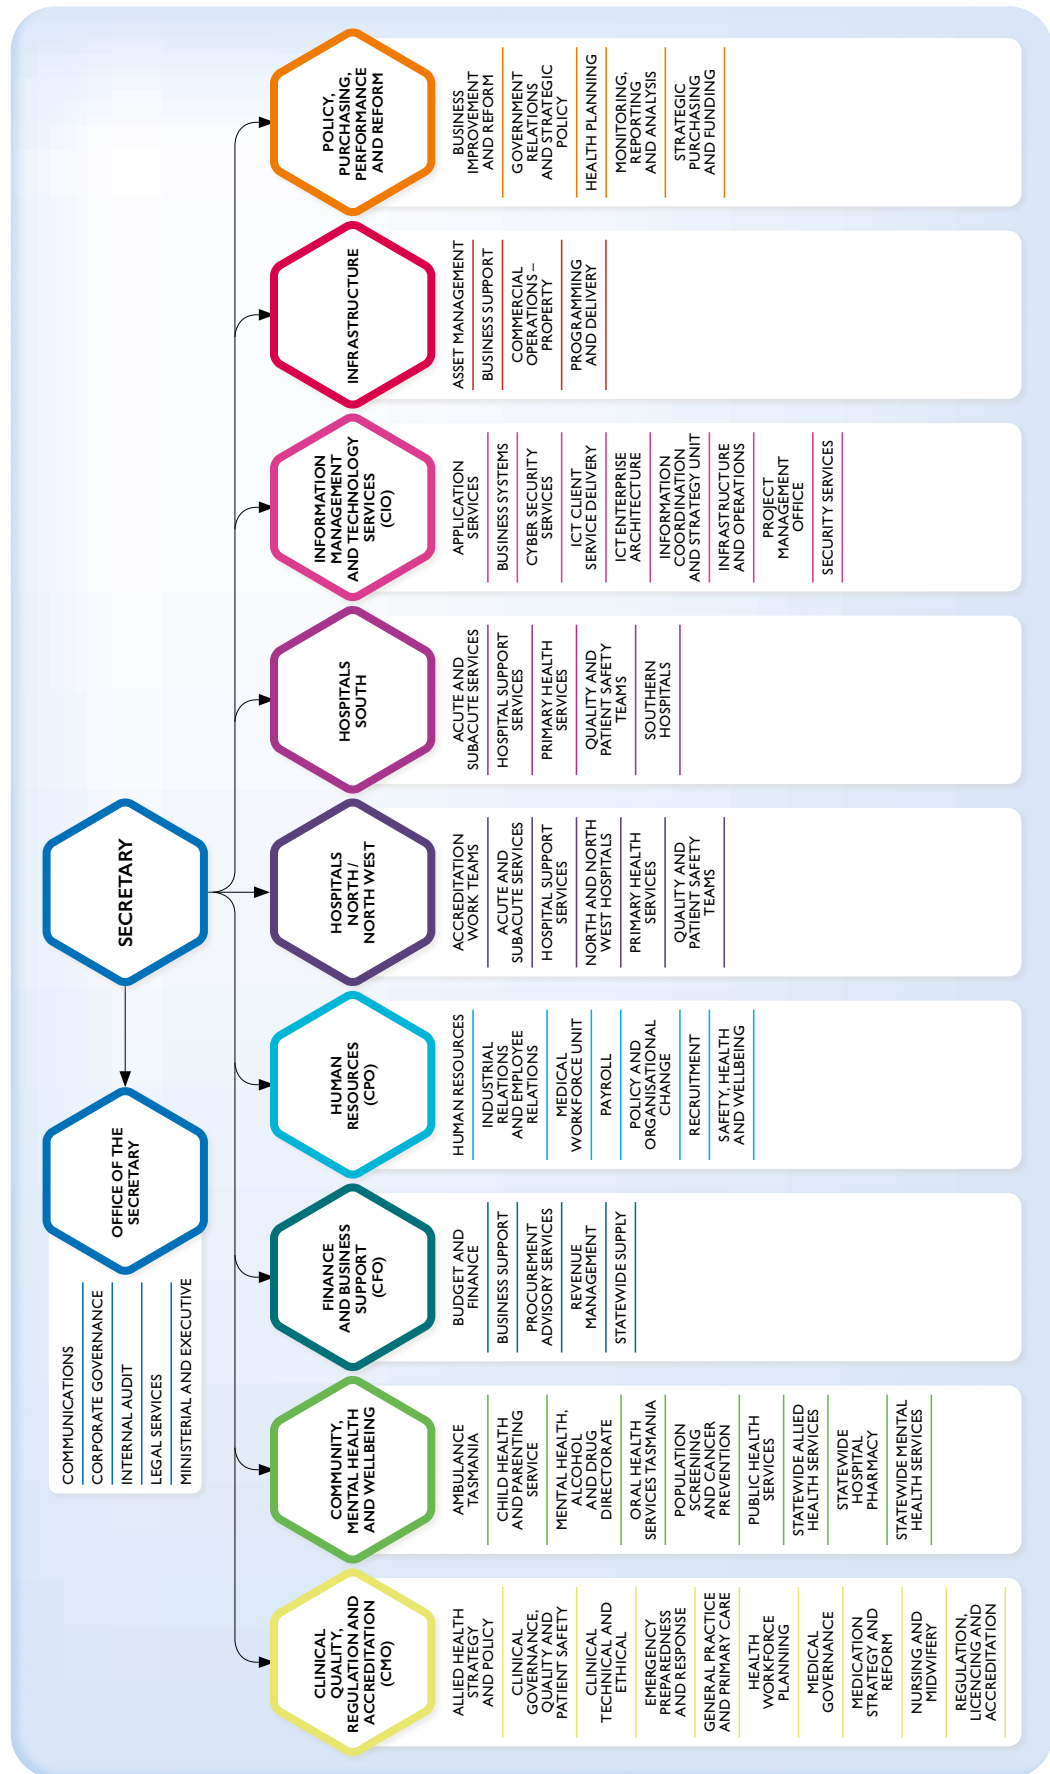 SECRETARY
OFFICE OF THE
SECRETARY
COMMUNICATIONS
CORPORATE GOVERNANCE
INTERNAL AUDIT
LEGAL SERVICES
MINISTERIAL AND EXECUTIVE
CLINICAL
QUALITY,
REGULATION AND
ACCREDITATION
(CMO)
ALLIED HEALTH
STRATEGY
AND POLICY
CLINICAL
GOVERNANCE,
QUALITY AND
PATIENT SAFETY
CLINICAL
TECHNICAL AND
ETHICAL
EMERGENCY
PREPAREDNESS
AND RESPONSE
GENERAL PRACTICE
AND PRIMARY CARE
HEALTH
WORKFORCE
PLANNING
MEDICAL
GOVERNANCE
MEDICATION
STRATEGY AND
REFORM
NURSING AND
MIDWIFERY
REGULATION,
LICENCING AND
ACCREDITATION
COMMUNITY,
MENTAL HEALTH
AND WELLBEING
AMBULANCE
TASMANIA
CHILD HEALTH
AND PARENTING
SERVICE
MENTAL HEALTH,
ALCOHOL
AND DRUG
DIRECTORATE
ORAL HEALTH
SERVICES TASMANIA
POPULATION
SCREENING
AND CANCER
PREVENTION
PUBLIC HEALTH
SERVICES
STATEWIDE ALLIED
HEALTH SERVICES
STATEWIDE
HOSPITAL
PHARMACY
STATEWIDE MENTAL
HEALTH SERVICES
FINANCE
AND BUSINESS
SUPPORT
(CFO)
BUDGET AND
FINANCE
BUSINESS SUPPORT
PROCUREMENT
ADVISORY SERVICES
REVENUE
MANAGEMENT
STATEWIDE SUPPLY
HUMAN
RESOURCES
(CPO)
HUMAN RESOURCES
INDUSTRIAL
RELATIONS
AND EMPLOYEE
RELATIONS
MEDICAL
WORKFORCE UNIT
PAYROLL
POLICY AND
ORGANISATIONAL
CHANGE
RECRUITMENT
SAFETY, HEALTH
AND WELLBEING
HOSPITALS
NORTH /
NORTH WEST
ACCREDITATION
WORK TEAMS
ACUTE AND
SUBACUTE SERVICES
HOSPITAL SUPPORT
SERVICES
NORTH AND NORTH
WEST HOSPITALS
PRIMARY HEALTH
SERVICES
QUALITY AND
PATIENT SAFETY
TEAMS
HOSPITALS
SOUTH
ACUTE AND
SUBACUTE SERVICES
HOSPITAL SUPPORT
SERVICES
PRIMARY HEALTH
SERVICES
QUALITY AND
PATIENT SAFETY
TEAMS
SOUTHERN
HOSPITALS
INFORMATION
MANAGEMENT
AND TECHNOLOGY
SERVICES
(CIO)
APPLICATION
SERVICES
BUSINESS SYSTEMS
CYBER SECURITY
SERVICES
ICT CLIENT
SERVICE DELIVERY
ICT ENTERPRISE
ARCHITECTURE
INFORMATION
COORDINATION
AND STRATEGY UNIT
INFRASTRUCTURE
AND OPERATIONS
PROJECT
MANAGEMENT
OFFICE
SECURITY SERVICES
INFRASTRUCTURE
ASSET MANAGEMENT
BUSINESS SUPPORT
COMMERCIAL
OPERATIONS –
PROPERTY
PROGRAMMING
AND DELIVERY
POLICY,
PURCHASING,
PERFORMANCE
AND REFORM
BUSINESS
IMPROVEMENT
AND REFORM
GOVERNMENT
RELATIONS
AND STRATEGIC
POLICY
HEALTH PLANNING
MONITORING,
REPORTING
AND ANALYSIS
STRATEGIC
PURCHASING
AND FUNDING